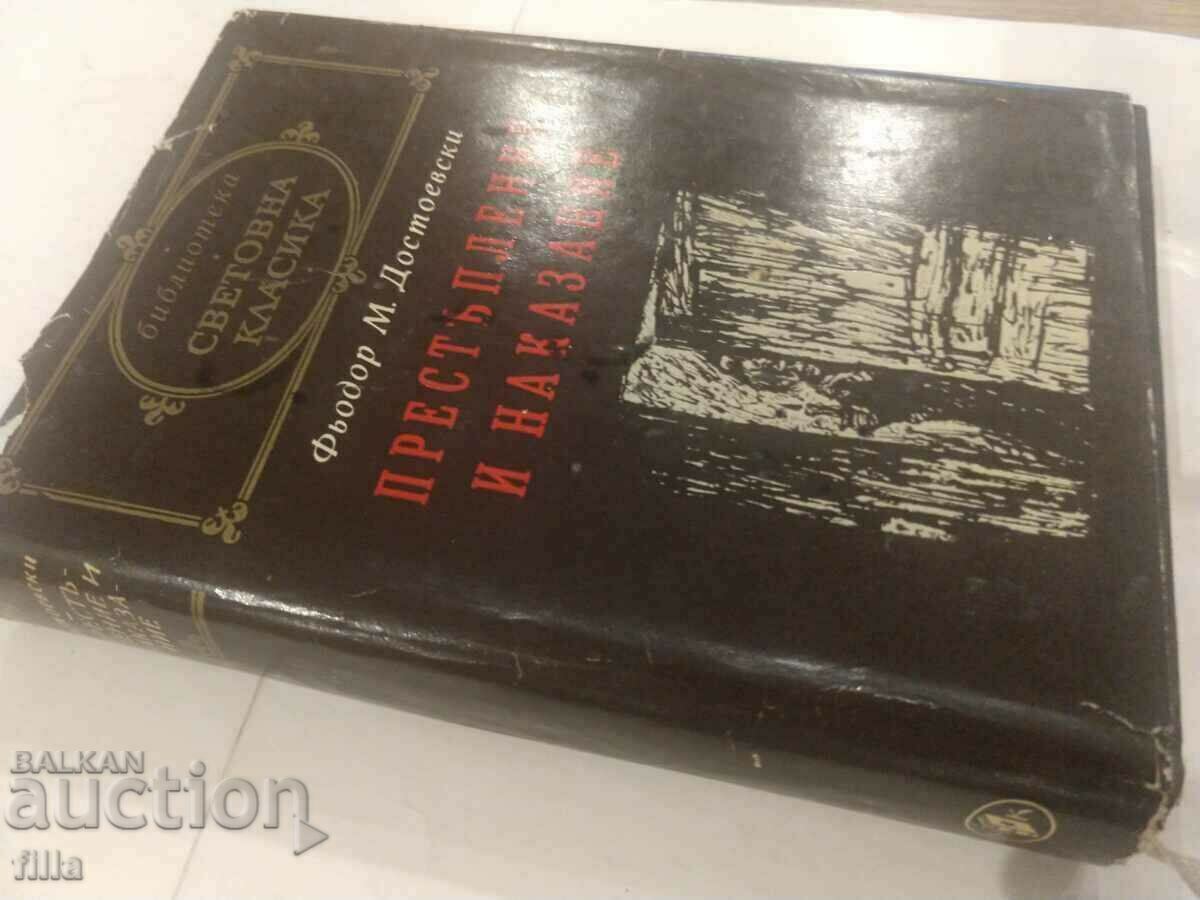 библиотека
СВЕТОВНА
КЛАСИКА
Фьодор М. Достоевски
ПРЕСТЪПЛЕНИЕ
И НАКАЗАНИЕ
BALKAN
auction
filla